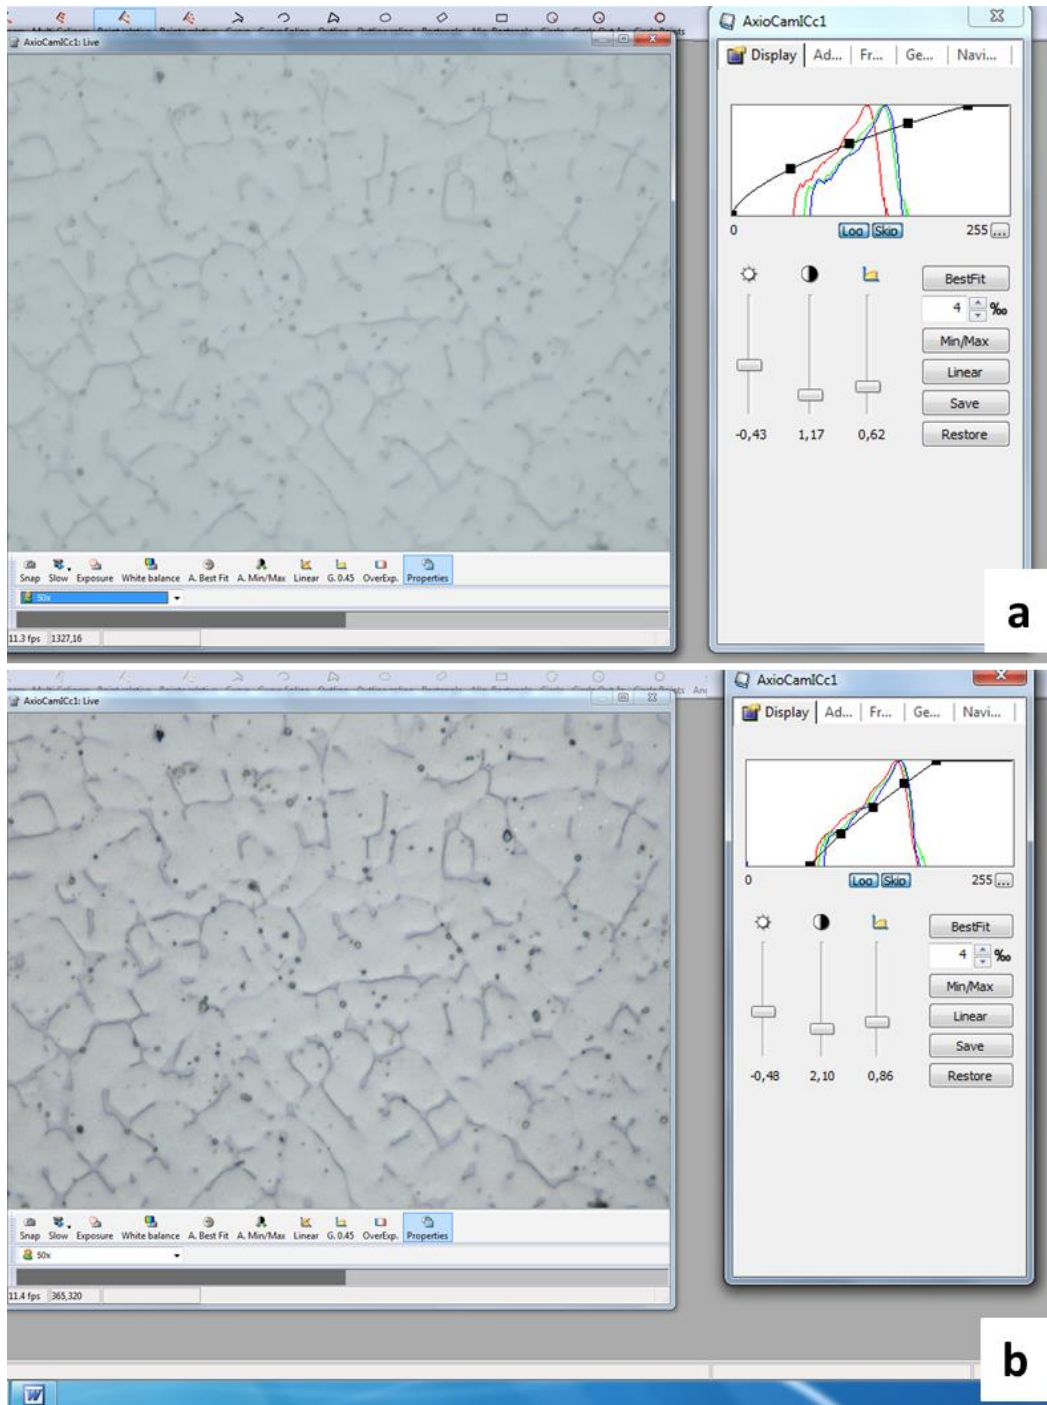 AxioCamICc1: Live
AxioCamICc1
Display Ad... Fr... Ge... Navi...
0 Log Skip 255 ...
BestFit
4 ‰
Min/Max
Linear
Save
-0,43 1,17 0,62 Restore
Snap Slow Exposure White balance A. Best Fit A. Min/Max Linear G. 0.45 OverExp. Properties
50x
11.3 fps 1327,16
a
AxioCamICc1: Live
AxioCamICc1
Display Ad... Fr... Ge... Navi...
0 Log Skip 255 ...
BestFit
4 ‰
Min/Max
Linear
Save
-0,48 2,10 0,86 Restore
Snap Slow Exposure White balance A. Best Fit A. Min/Max Linear G. 0.45 OverExp. Properties
50x
11.4 fps 365,320
b
W